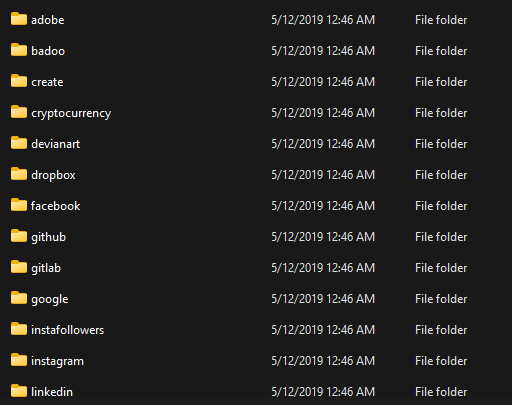 adobe 5/12/2019 12:46 AM File folder
badoo 5/12/2019 12:46 AM File folder
create 5/12/2019 12:46 AM File folder
cryptocurrency 5/12/2019 12:46 AM File folder
devianart 5/12/2019 12:46 AM File folder
dropbox 5/12/2019 12:46 AM File folder
facebook 5/12/2019 12:46 AM File folder
github 5/12/2019 12:46 AM File folder
gitlab 5/12/2019 12:46 AM File folder
google 5/12/2019 12:46 AM File folder
instafollowers 5/12/2019 12:46 AM File folder
instagram 5/12/2019 12:46 AM File folder
linkedin 5/12/2019 12:46 AM File folder